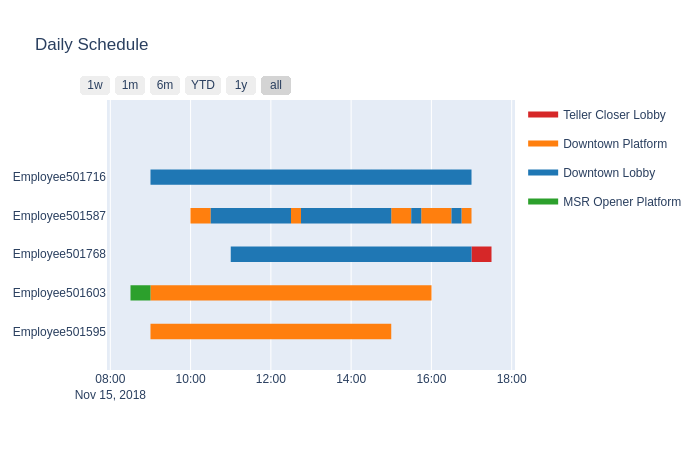 Daily Schedule
1w 1m 6m YTD 1y all
Teller Closer Lobby
Downtown Platform
Downtown Lobby
MSR Opener Platform
Employee501716
Employee501587
Employee501768
Employee501603
Employee501595
08:00 10:00 12:00 14:00 16:00 18:00
Nov 15, 2018